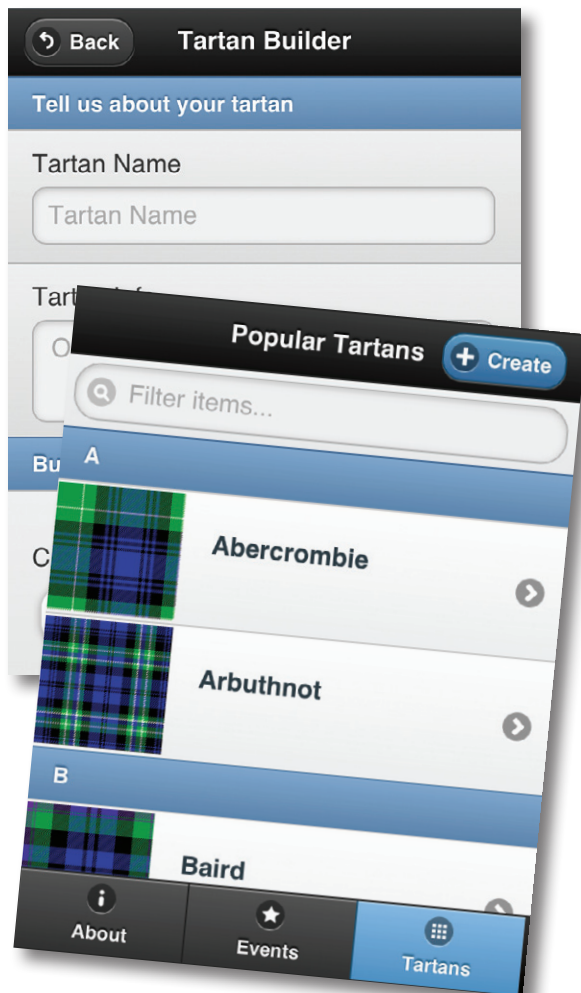 Back
Tartan Builder
Tell us about your tartan
Tartan Name
Tartan Name
Popular Tartans
Create
Filter items...
A
Abercrombie
Arbuthnot
B
Baird
About
Events
Tartans